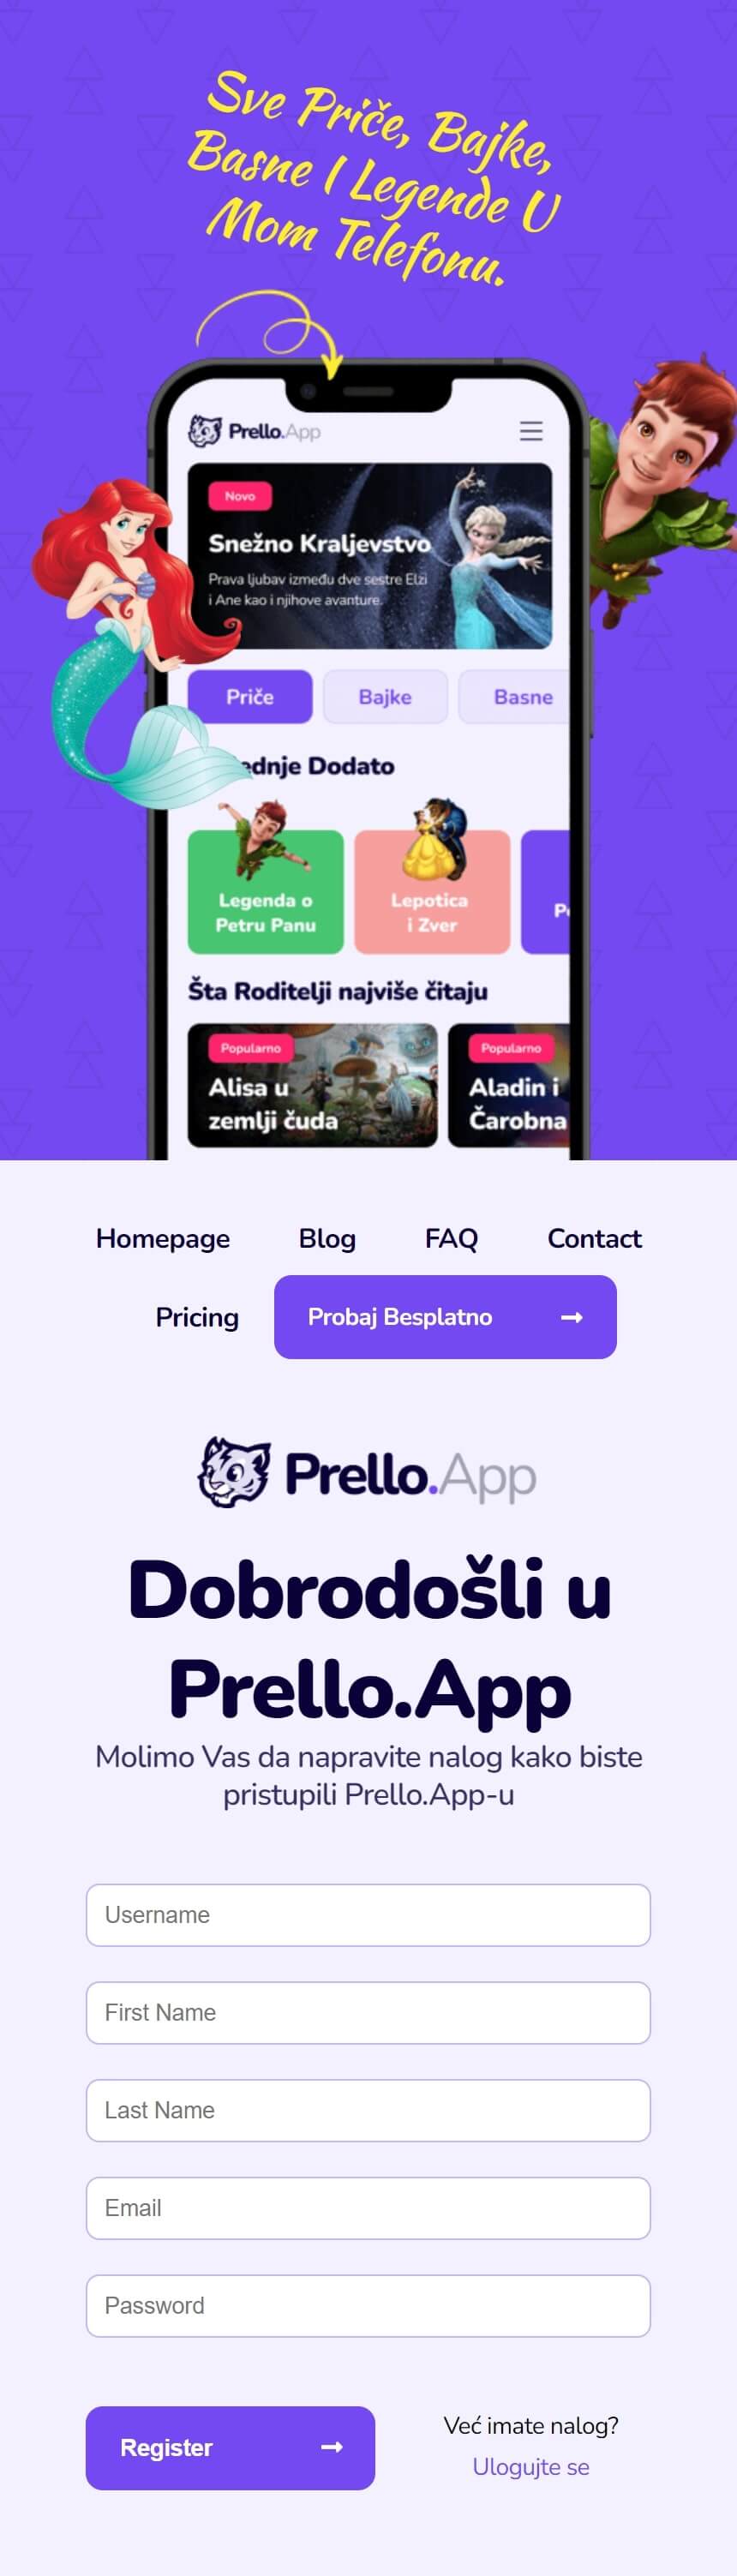 Sve Priče, Bajke,
Basne I Legende U
Mom Telefonu.
Prello.App
Novo
Snežno Kraljevstvo
Prava ljubav između dve sestre Elzi
i Ane kao i njihove avanture.
Priče
Bajke
Basne
Dodato
Legenda o
Petru Panu
Lepotica
i Zver
Šta Roditelji najviše čitaju
Popularno
Alisa u
zemlji čuda
Popularno
Aladin i
Čarobna
Homepage
Blog
FAQ
Contact
Pricing
Probaj Besplatno
Prello.App
Dobrodošli u
Prello.App
Molimo Vas da napravite nalog kako biste
pristupili Prello.App-u
Username
First Name
Last Name
Email
Password
Register
Već imate nalog?
Ulogujte se